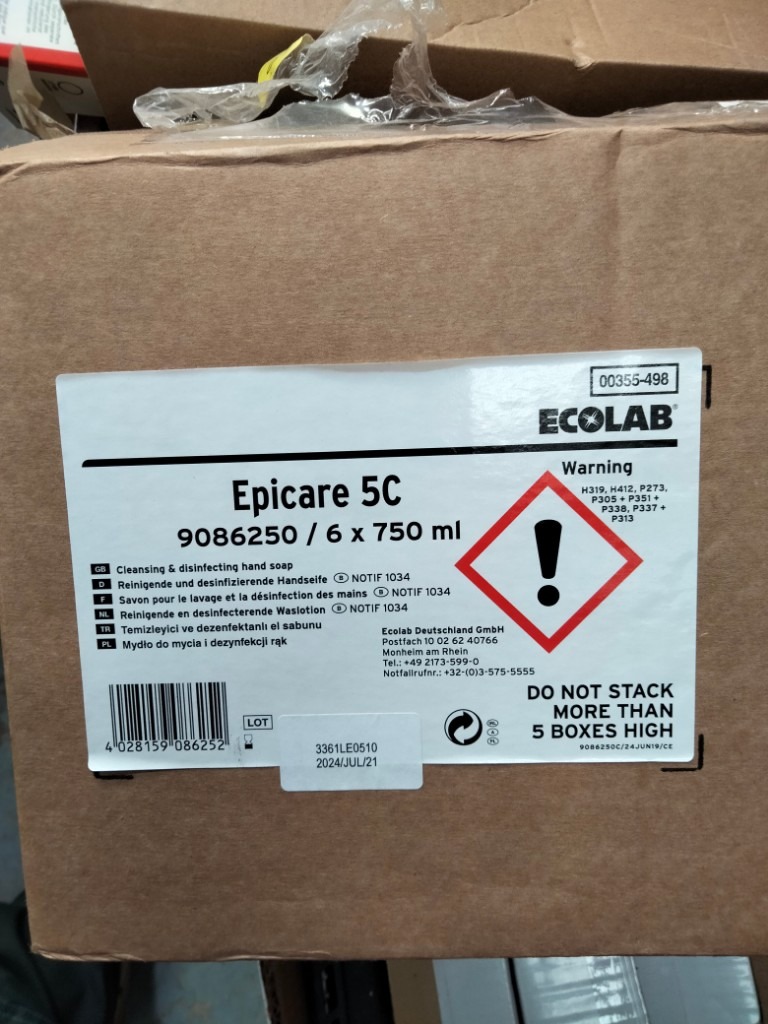 00355-498
ECOLAB®
Warning
H319, H412, P273,
P305 + P351 +
P338, P337 +
P313
Epicare 5C
9086250 / 6 x 750 ml
GB Cleansing & disinfecting hand soap
D Reinigende und desinfizierende Handseife B NOTIF 1034
F Savon pour le lavage et la désinfection des mains B NOTIF 1034
NL Reinigende en desinfecterende Waslotion B NOTIF 1034
TR Temizleyici ve dezenfektanlı el sabunu
PL Mydło do mycia i dezynfekcji rąk
Ecolab Deutschland GmbH
Postfach 10 02 62 40766
Monheim am Rhein
Tel.: +49 2173-599-0
Notfallrufnr.: +32-(0)3-575-5555
DO NOT STACK
MORE THAN
5 BOXES HIGH
9086250C/24JUN19/CE
4 028159 086252
LOT
3361LE0510
2024/JUL/21